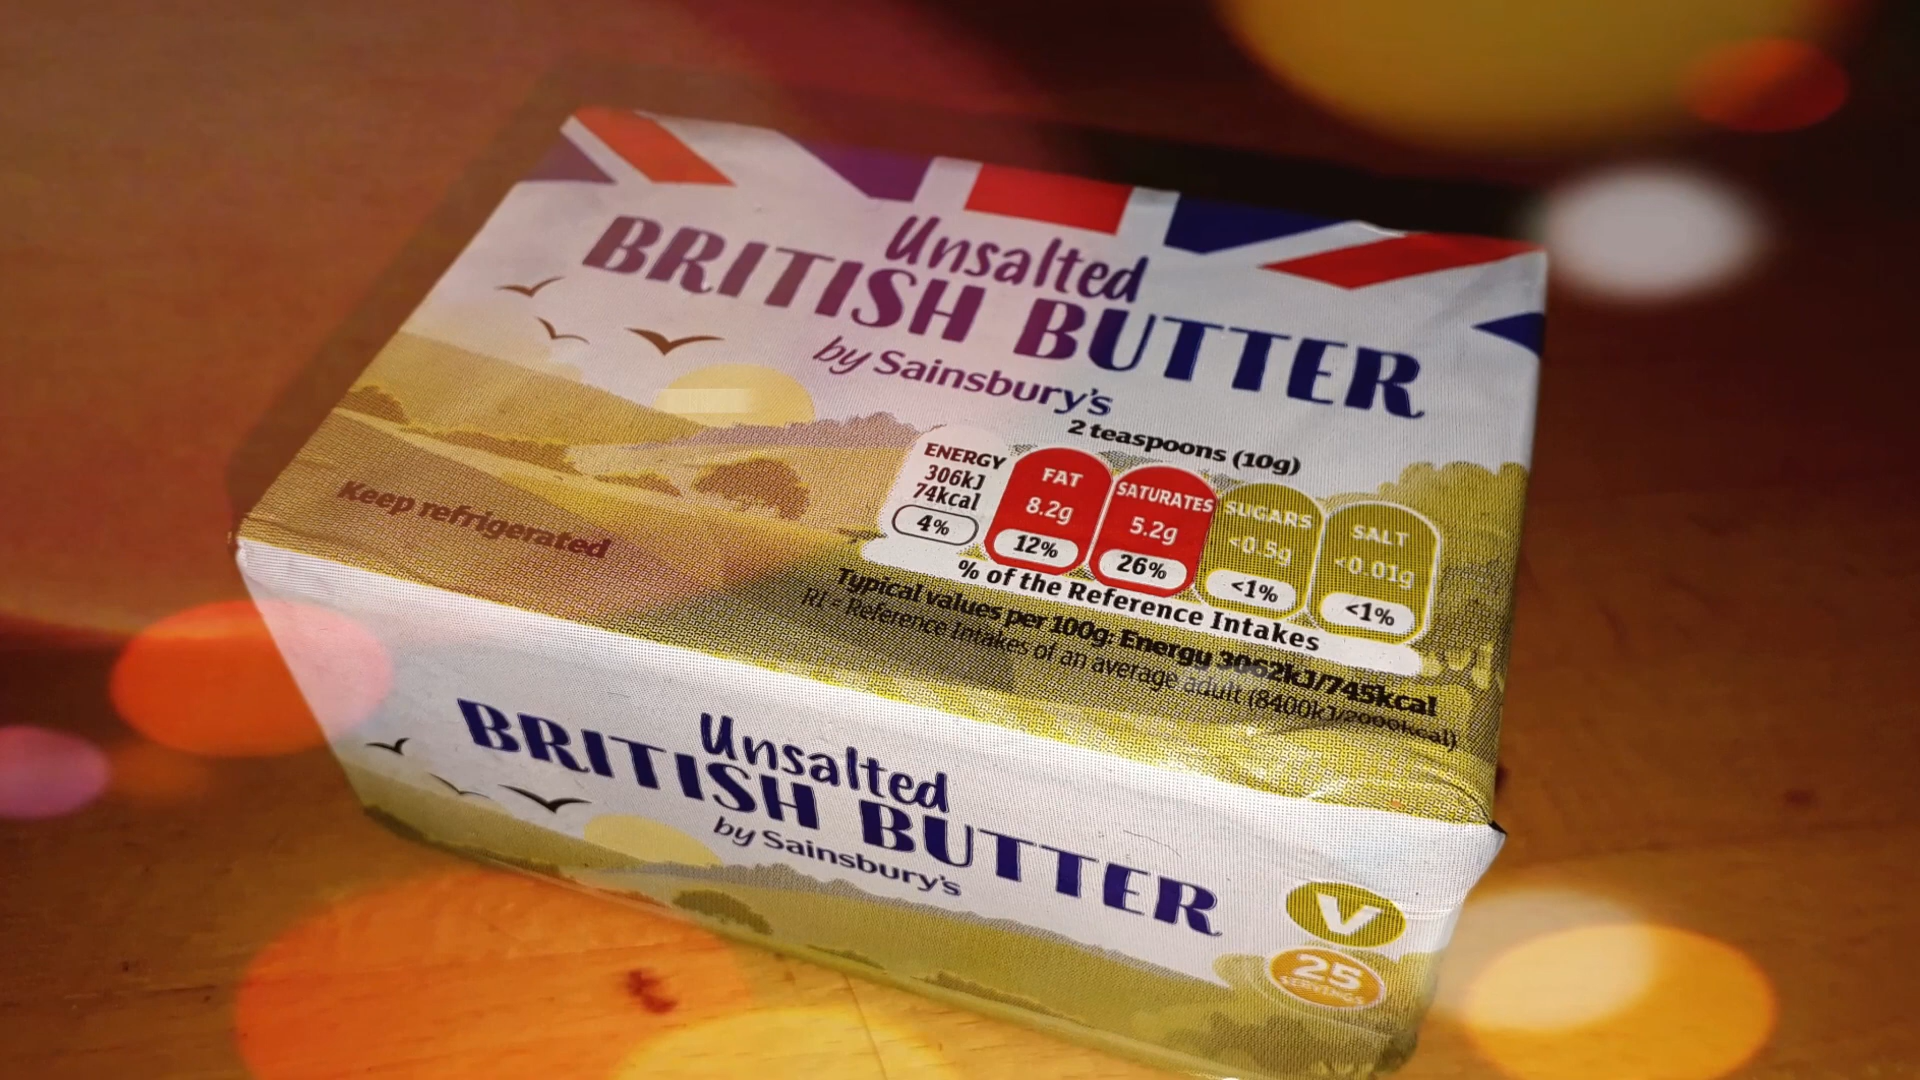 Unsalted
BRITISH BUTTER
by Sainsbury's
2 teaspoons (10g)
ENERGY
306kJ
74kcal
4%
FAT
8.2g
12%
SATURATES
5.2g
26%
SUGARS
<0.5g
<1%
SALT
<0.01g
<1%
% of the Reference Intakes
Typical values per 100g: Energy 3062kJ/745kcal
RI = Reference Intakes of an average adult (8400kJ/2000kcal)
Keep refrigerated
Unsalted
BRITISH BUTTER
by Sainsbury's
V
25
SERVINGS